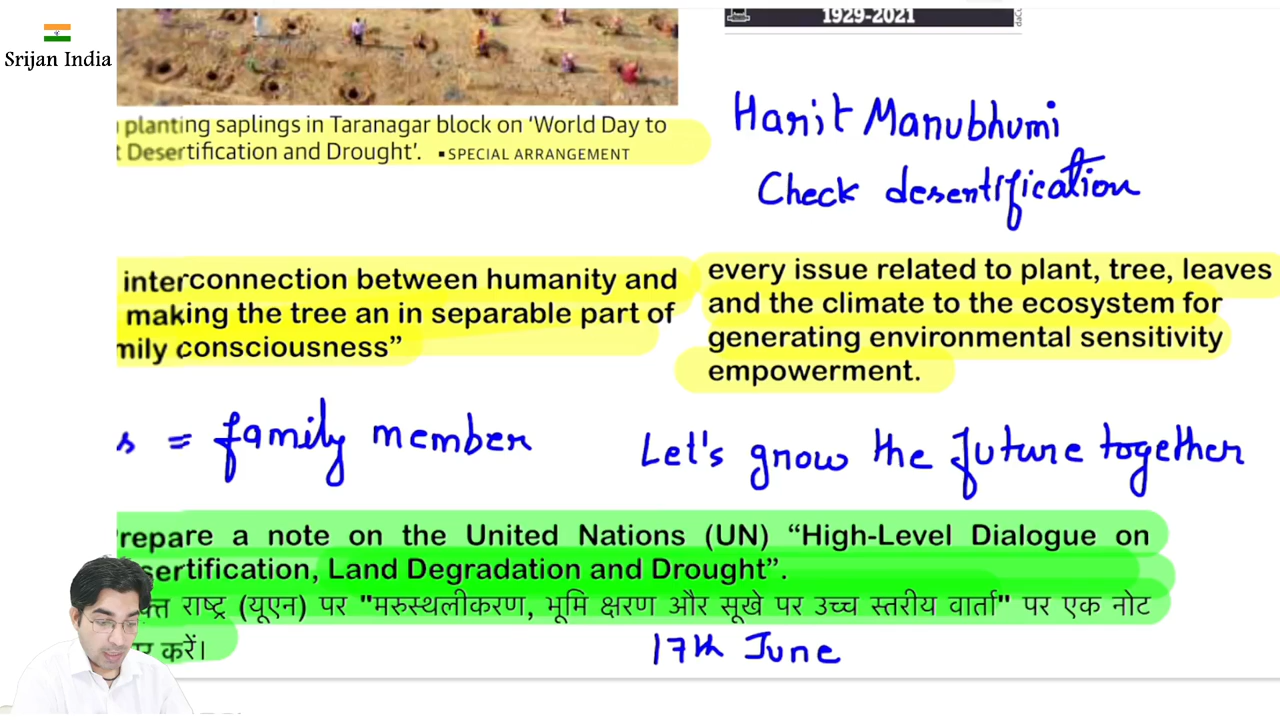 1929-2021
Srijan India
planting saplings in Taranagar block on ‘World Day to
t Desertification and Drought’. ▪ SPECIAL ARRANGEMENT
Harit Marubhumi
Check desertification
interconnection between humanity and
making the tree an in separable part of
mily consciousness”
every issue related to plant, tree, leaves
and the climate to the ecosystem for
generating environmental sensitivity
empowerment.
s = family member
Let's grow the future together
repare a note on the United Nations (UN) “High-Level Dialogue on
sertification, Land Degradation and Drought”.
क्त राष्ट्र (यूएन) पर "मरुस्थलीकरण, भूमि क्षरण और सूखे पर उच्च स्तरीय वार्ता" पर एक नोट
र करें।
17th June